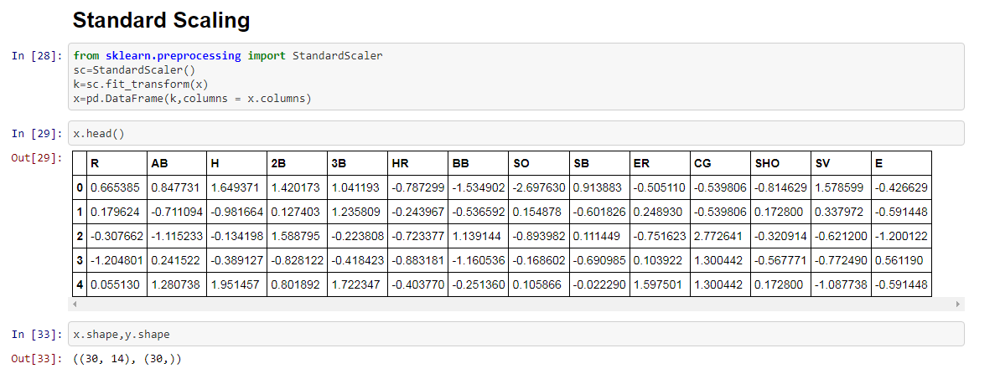 Standard Scaling
In [28]: from sklearn.preprocessing import StandardScaler
sc=StandardScaler()
k=sc.fit_transform(x)
x=pd.DataFrame(k,columns = x.columns)
In [29]: x.head()
Out[29]:
R AB H 2B 3B HR BB SO SB ER CG SHO SV E
0 0.665385 0.847731 1.649371 1.420173 1.041193 -0.787299 -1.534902 -2.697630 0.913883 -0.505110 -0.539806 -0.814629 1.578599 -0.426629
1 0.179624 -0.711094 -0.981664 0.127403 1.235809 -0.243967 -0.536592 0.154878 -0.601826 0.248930 -0.539806 0.172800 0.337972 -0.591448
2 -0.307662 -1.115233 -0.134198 1.588795 -0.223808 -0.723377 1.139144 -0.893982 0.111449 -0.751623 2.772641 -0.320914 -0.621200 -1.200122
3 -1.204801 0.241522 -0.389127 -0.828122 -0.418423 -0.883181 -1.160536 -0.168602 -0.690985 0.103922 1.300442 -0.567771 -0.772490 0.561190
4 0.055130 1.280738 1.951457 0.801892 1.722347 -0.403770 -0.251360 0.105866 -0.022290 1.597501 1.300442 0.172800 -1.087738 -0.591448
In [33]: x.shape,y.shape
Out[33]: ((30, 14), (30,))